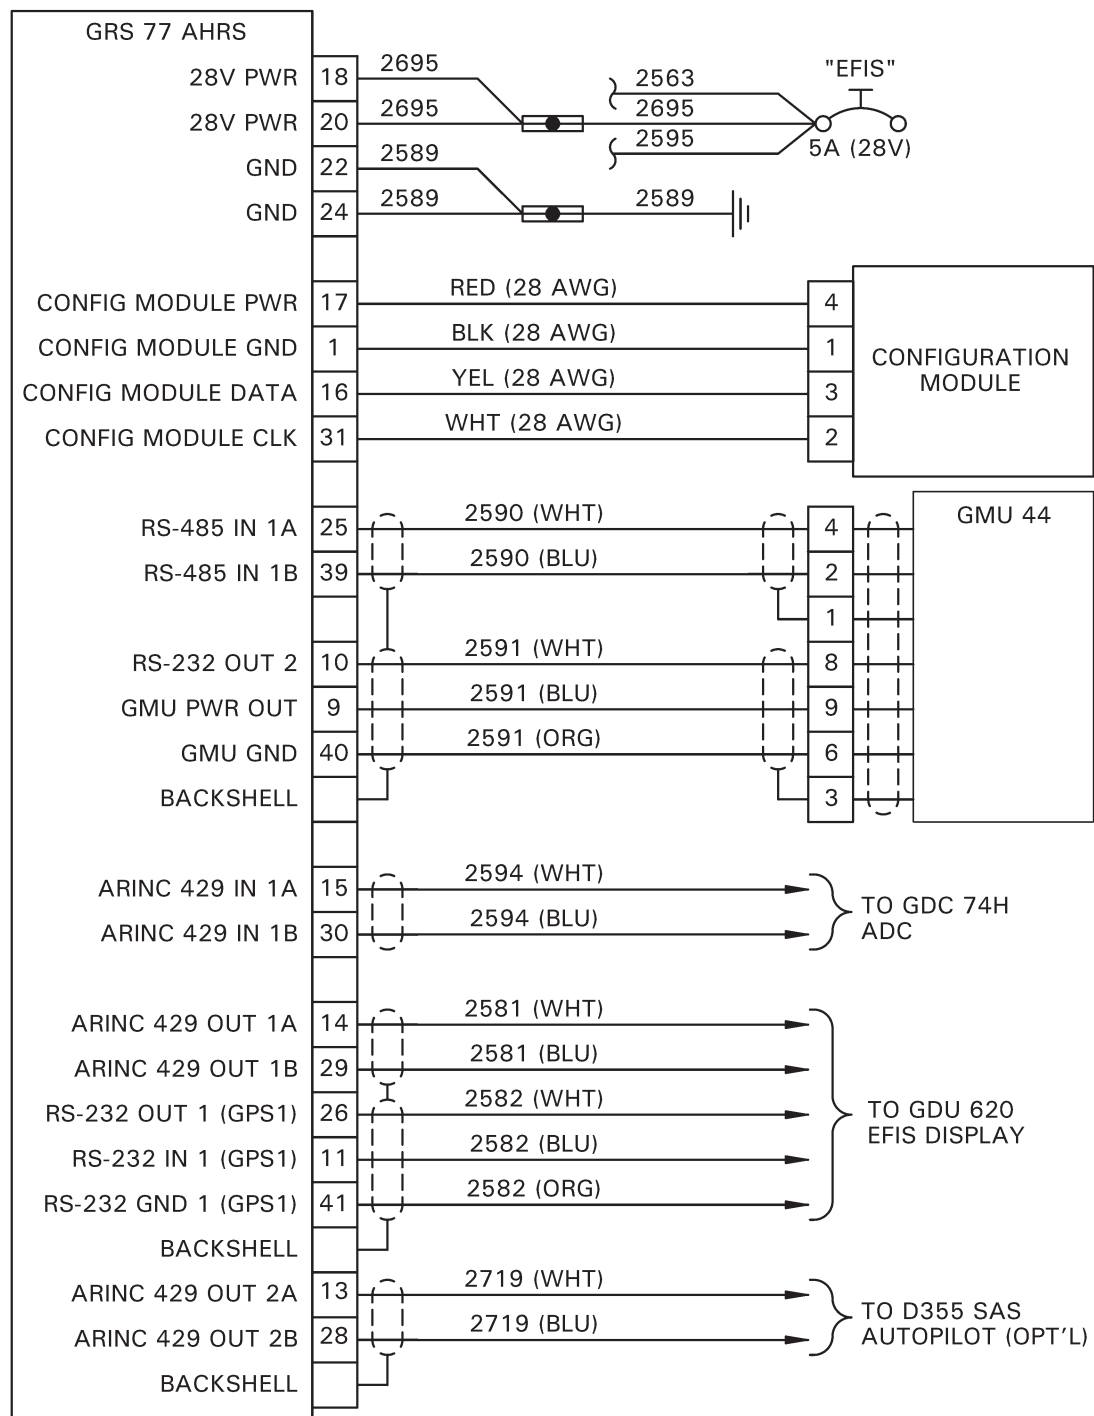 GRS 77 AHRS
28V PWR 18 2695 2563 "EFIS"
28V PWR 20 2695 2695
GND 22 2589 2595 5A (28V)
GND 24 2589 2589
CONFIG MODULE PWR 17 RED (28 AWG) 4
CONFIG MODULE GND 1 BLK (28 AWG) 1
CONFIG MODULE DATA 16 YEL (28 AWG) 3
CONFIG MODULE CLK 31 WHT (28 AWG) 2
CONFIGURATION
MODULE
RS-485 IN 1A 25 2590 (WHT) 4 GMU 44
RS-485 IN 1B 39 2590 (BLU) 2
1
RS-232 OUT 2 10 2591 (WHT) 8
GMU PWR OUT 9 2591 (BLU) 9
GMU GND 40 2591 (ORG) 6
BACKSHELL 3
ARINC 429 IN 1A 15 2594 (WHT)
ARINC 429 IN 1B 30 2594 (BLU)
TO GDC 74H
ADC
ARINC 429 OUT 1A 14 2581 (WHT)
ARINC 429 OUT 1B 29 2581 (BLU)
RS-232 OUT 1 (GPS1) 26 2582 (WHT)
RS-232 IN 1 (GPS1) 11 2582 (BLU)
RS-232 GND 1 (GPS1) 41 2582 (ORG)
TO GDU 620
EFIS DISPLAY
BACKSHELL
ARINC 429 OUT 2A 13 2719 (WHT)
ARINC 429 OUT 2B 28 2719 (BLU)
TO D355 SAS
AUTOPILOT (OPT'L)
BACKSHELL